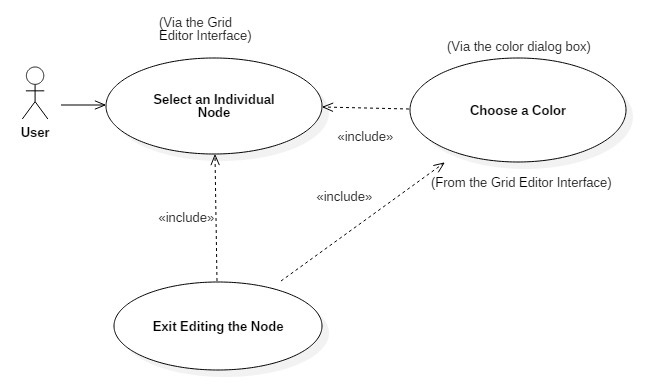 (Via the Grid
Editor Interface)
(Via the color dialog box)
Select an Individual
Node
Choose a Color
User
«include»
(From the Grid Editor Interface)
«include»
«include»
Exit Editing the Node